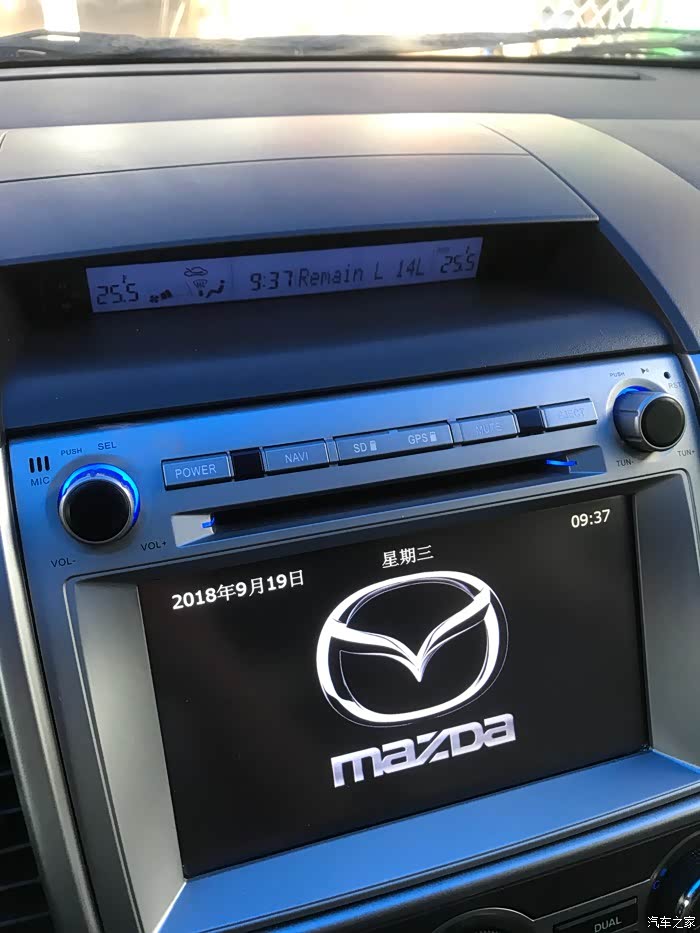 25.5 9:37 Remain L 14L 25.5
PUSH SEL
MIC
VOL- VOL+
POWER NAVI SD GPS MUTE EJECT
PUSH
RET
TUN- TUN+
2018年9月19日 星期三 09:37
mazda
DUAL
汽车之家